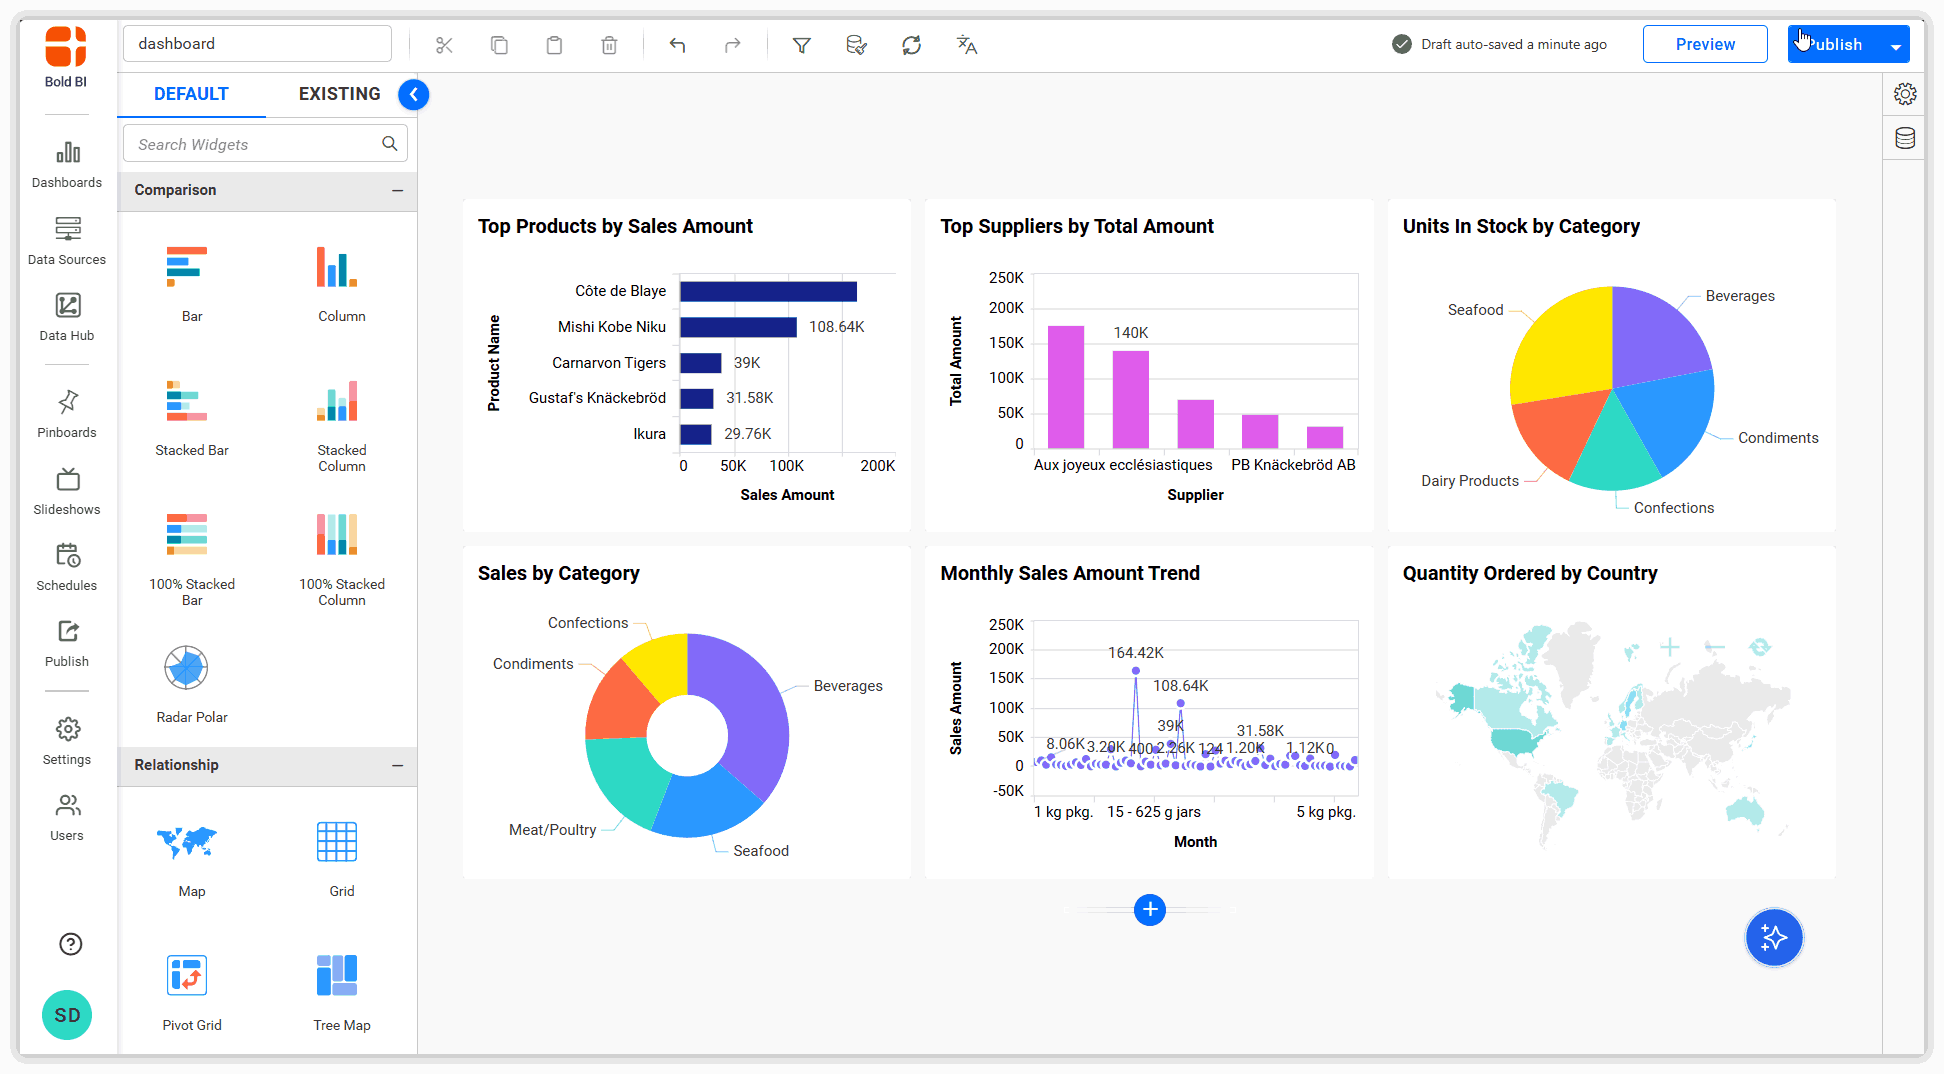 Bold BI
dashboard
Draft auto-saved a minute ago
Preview
Publish
DEFAULT
EXISTING
Search Widgets
Dashboards
Data Sources
Data Hub
Pinboards
Slideshows
Schedules
Publish
Settings
Users
SD
Comparison
Bar
Column
Stacked Bar
Stacked
Column
100% Stacked
Bar
100% Stacked
Column
Radar Polar
Relationship
Map
Grid
Pivot Grid
Tree Map
Top Products by Sales Amount
Product Name
Côte de Blaye
Mishi Kobe Niku
108.64K
Carnarvon Tigers
39K
Gustaf's Knäckebröd
31.58K
Ikura
29.76K
0 50K 100K 200K
Sales Amount
Top Suppliers by Total Amount
Total Amount
250K
200K
150K
100K
50K
0
140K
Aux joyeux ecclésiastiques PB Knäckebröd AB
Supplier
Units In Stock by Category
Seafood
Beverages
Condiments
Dairy Products
Confections
Sales by Category
Confections
Condiments
Beverages
Meat/Poultry
Seafood
Monthly Sales Amount Trend
Sales Amount
250K
200K
150K
100K
50K
0
-50K
164.42K
108.64K
39K
31.58K
8.06K 3.20K 400 2.26K 124 1.20K 1.12K 0
1 kg pkg. 15 - 625 g jars 5 kg pkg.
Month
Quantity Ordered by Country